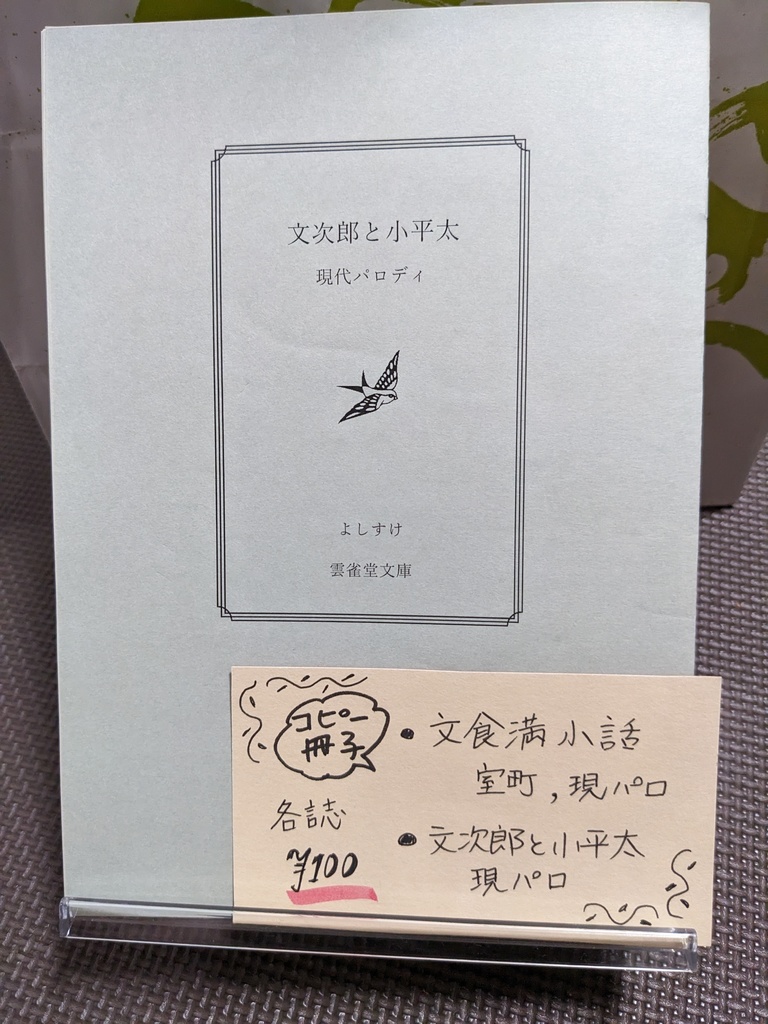 文次郎と小平太
現代パロディ
よしすけ
雲雀堂文庫
コピー
冊子
各誌
¥100
• 文食満小話
室町,現パロ
• 文次郎と小平太
現パロ